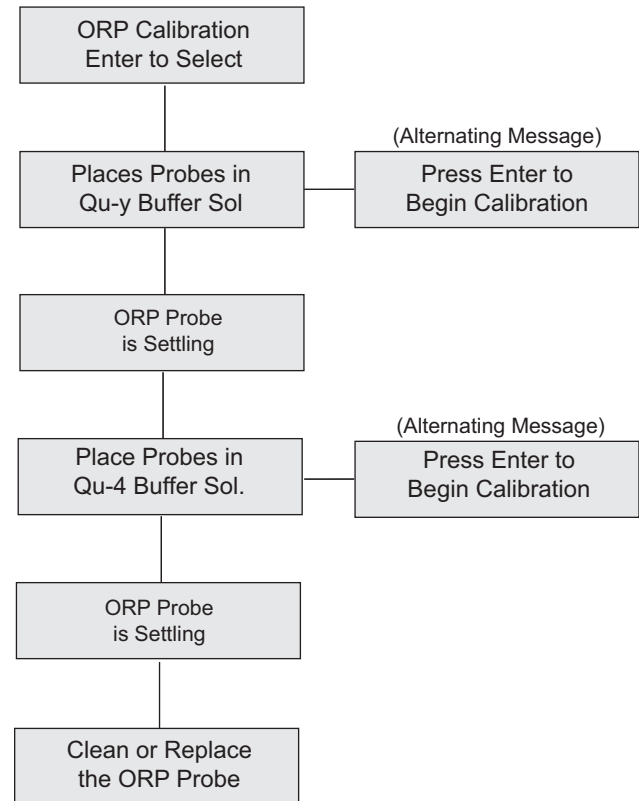 ORP Calibration
Enter to Select
(Alternating Message)
Places Probes in
Qu-y Buffer Sol
Press Enter to
Begin Calibration
ORP Probe
is Settling
(Alternating Message)
Place Probes in
Qu-4 Buffer Sol.
Press Enter to
Begin Calibration
ORP Probe
is Settling
Clean or Replace
the ORP Probe